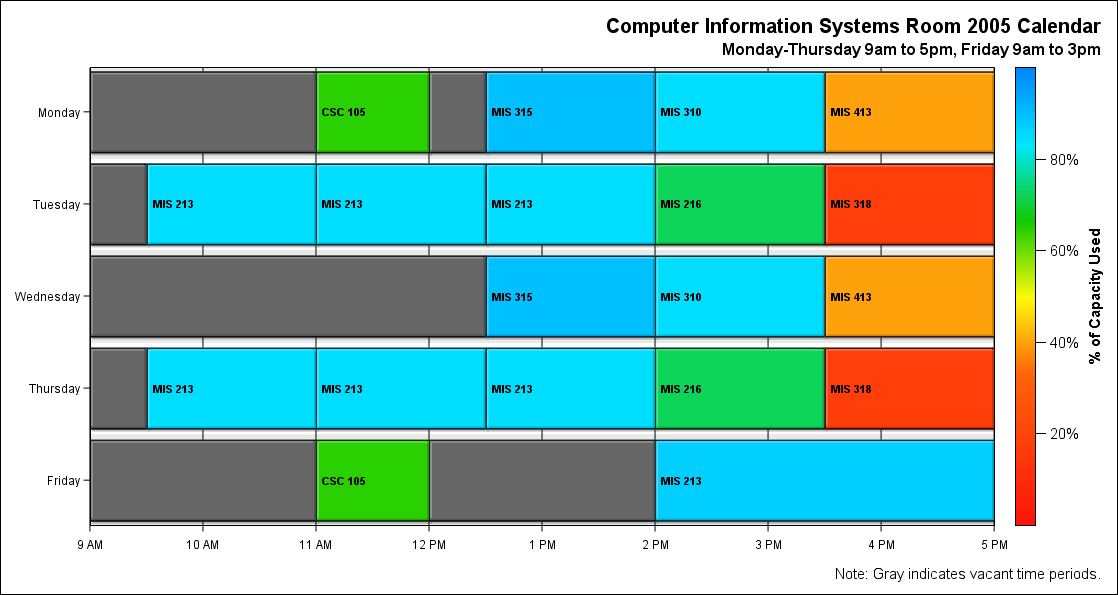 Computer Information Systems Room 2005 Calendar
Monday-Thursday 9am to 5pm, Friday 9am to 3pm
Monday
CSC 105
MIS 315
MIS 310
MIS 413
Tuesday
MIS 213
MIS 213
MIS 213
MIS 216
MIS 318
Wednesday
MIS 315
MIS 310
MIS 413
Thursday
MIS 213
MIS 213
MIS 213
MIS 216
MIS 318
Friday
CSC 105
MIS 213
9 AM
10 AM
11 AM
12 PM
1 PM
2 PM
3 PM
4 PM
5 PM
80%
60%
40%
20%
% of Capacity Used
Note: Gray indicates vacant time periods.